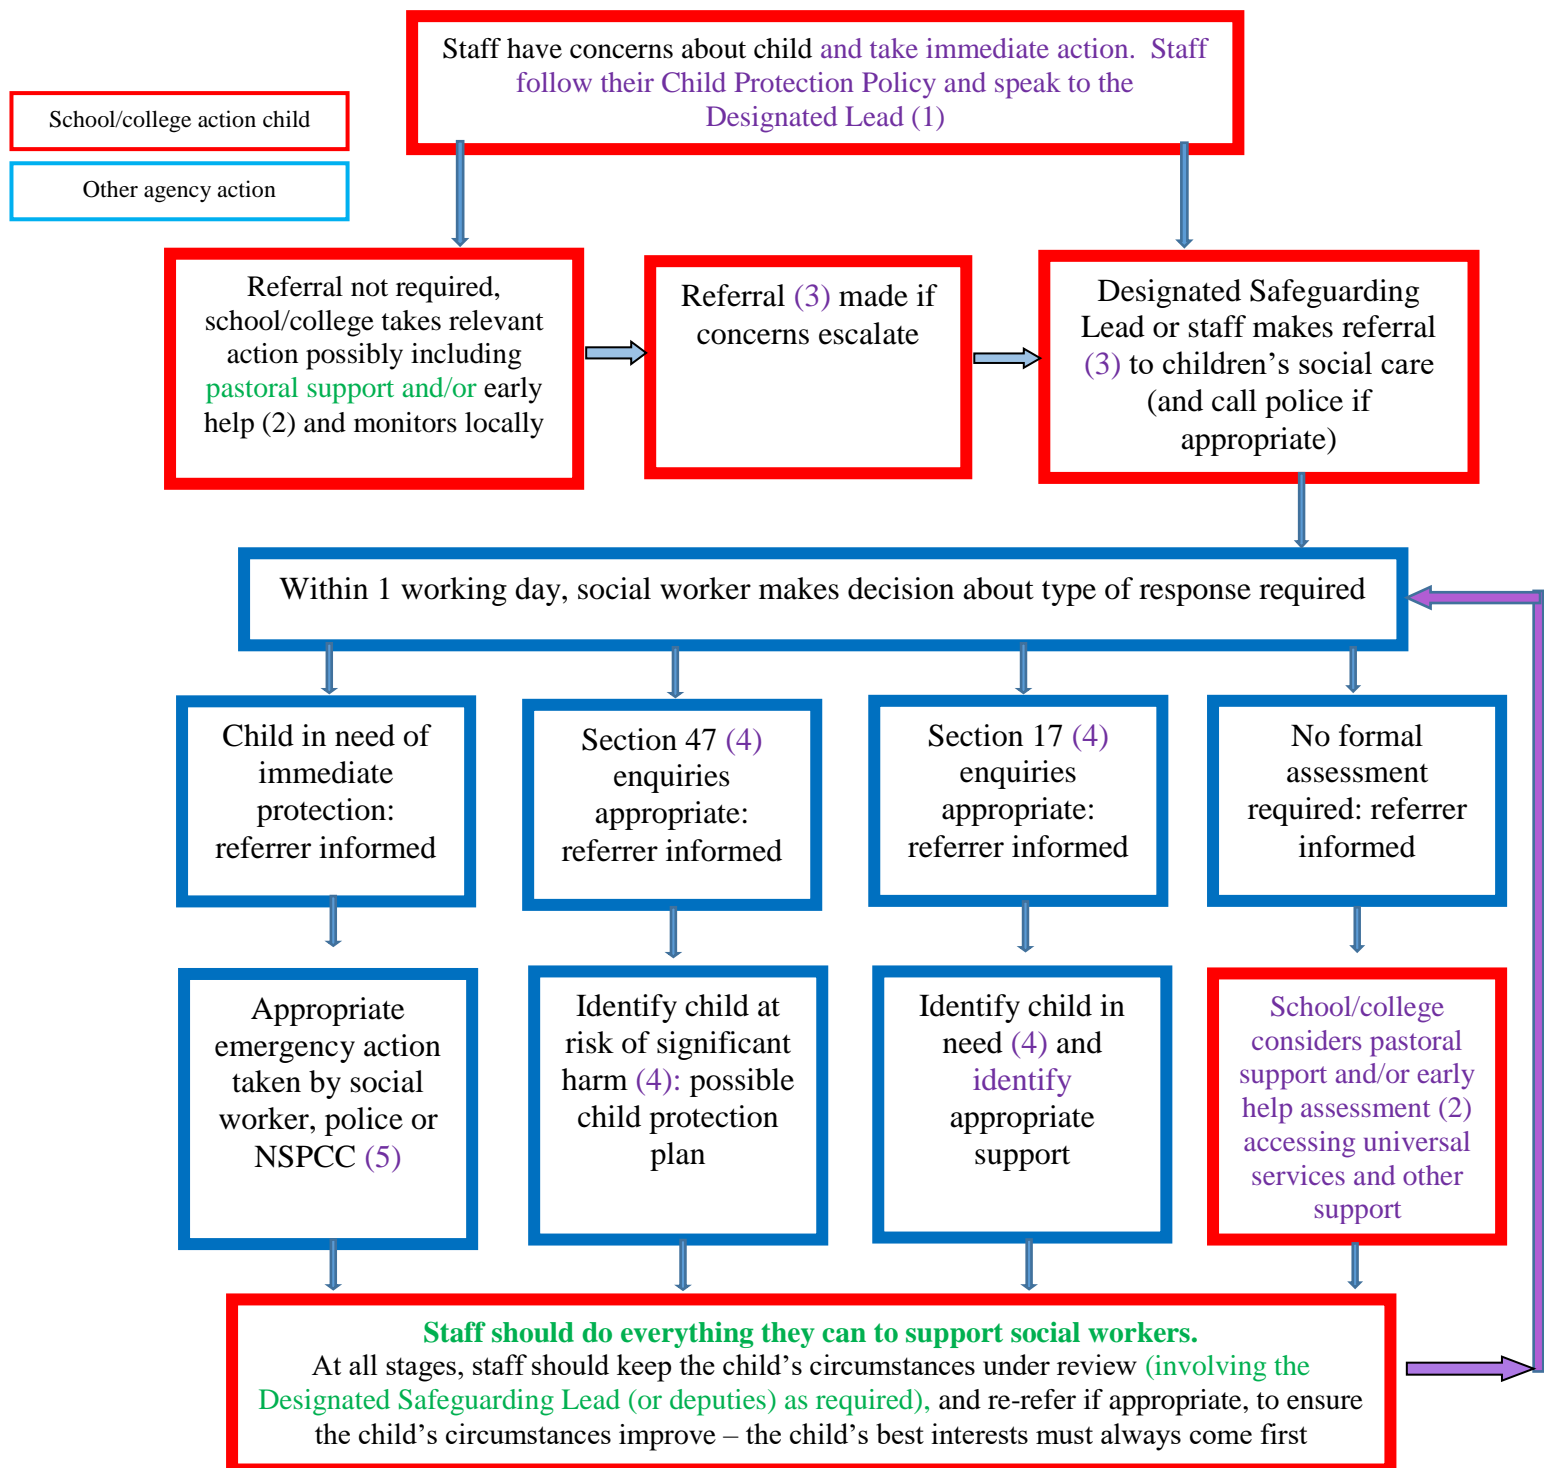 Staff have concerns about child and take immediate action.  Staff
follow their Child Protection Policy and speak to the
Designated Lead (1)
School/college action child
Other agency action
Referral not required,
school/college takes relevant
action possibly including
pastoral support and/or early
help (2) and monitors locally
Referral (3) made if
concerns escalate
Designated Safeguarding
Lead or staff makes referral
(3) to children’s social care
(and call police if
appropriate)
Within 1 working day, social worker makes decision about type of response required
Child in need of
immediate
protection:
referrer informed
Section 47 (4)
enquiries
appropriate:
referrer informed
Section 17 (4)
enquiries
appropriate:
referrer informed
No formal
assessment
required: referrer
informed
Appropriate
emergency action
taken by social
worker, police or
NSPCC (5)
Identify child at
risk of significant
harm (4): possible
child protection
plan
Identify child in
need (4) and
identify
appropriate
support
School/college
considers pastoral
support and/or early
help assessment (2)
accessing universal
services and other
support
Staff should do everything they can to support social workers.
At all stages, staff should keep the child’s circumstances under review (involving the
Designated Safeguarding Lead (or deputies) as required), and re-refer if appropriate, to ensure
the child’s circumstances improve – the child’s best interests must always come first